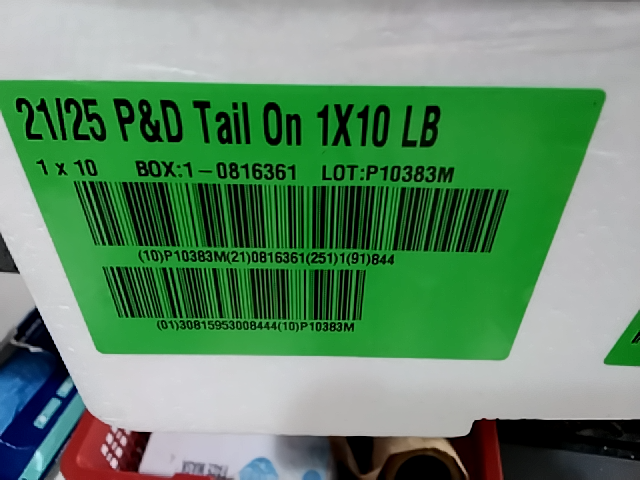 21/25 P&D Tail On 1X10 LB
1 x 10 BOX:1-0816361 LOT:P10383M
(10)P10383M(21)0816361(251)1(91)844
(01)30815953008444(10)P10383M